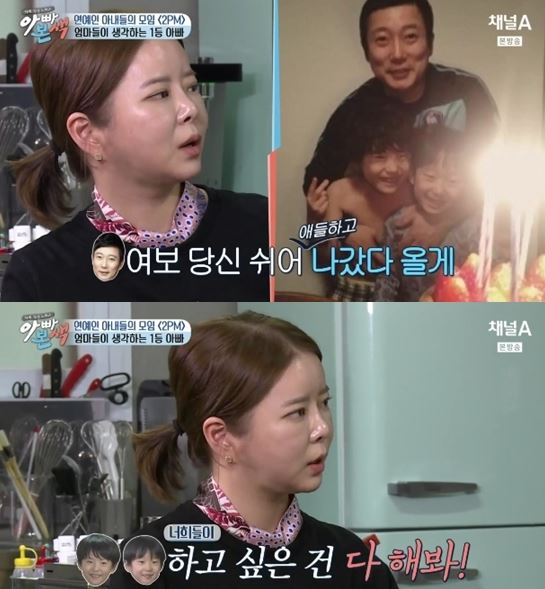 아빠본색
연예인 아내들의 모임 <2PM>
엄마들이 생각하는 1등 아빠
채널A
본방송
애들하고
여보 당신 쉬어 나갔다 올게
아빠본색
연예인 아내들의 모임 <2PM>
엄마들이 생각하는 1등 아빠
채널A
본방송
너희들이
하고 싶은 건 다 해봐!